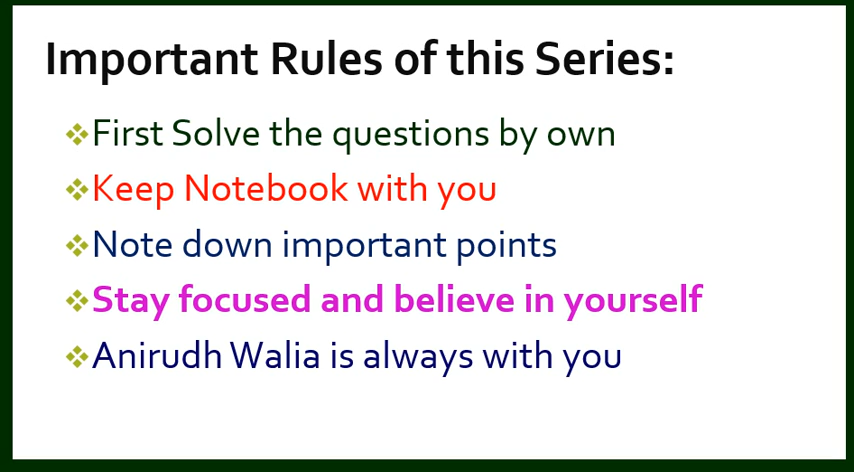 Important Rules of this Series:
First Solve the questions by own
Keep Notebook with you
Note down important points
Stay focused and believe in yourself
Anirudh Walia is always with you